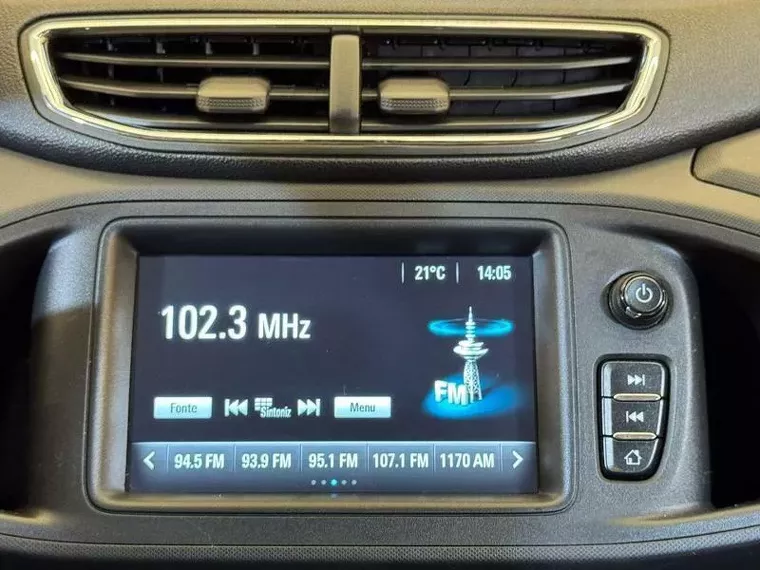 21°C 14:05
102.3 MHz
FM
Fonte Sintoniz Menu
94.5 FM 93.9 FM 95.1 FM 107.1 FM 1170 AM